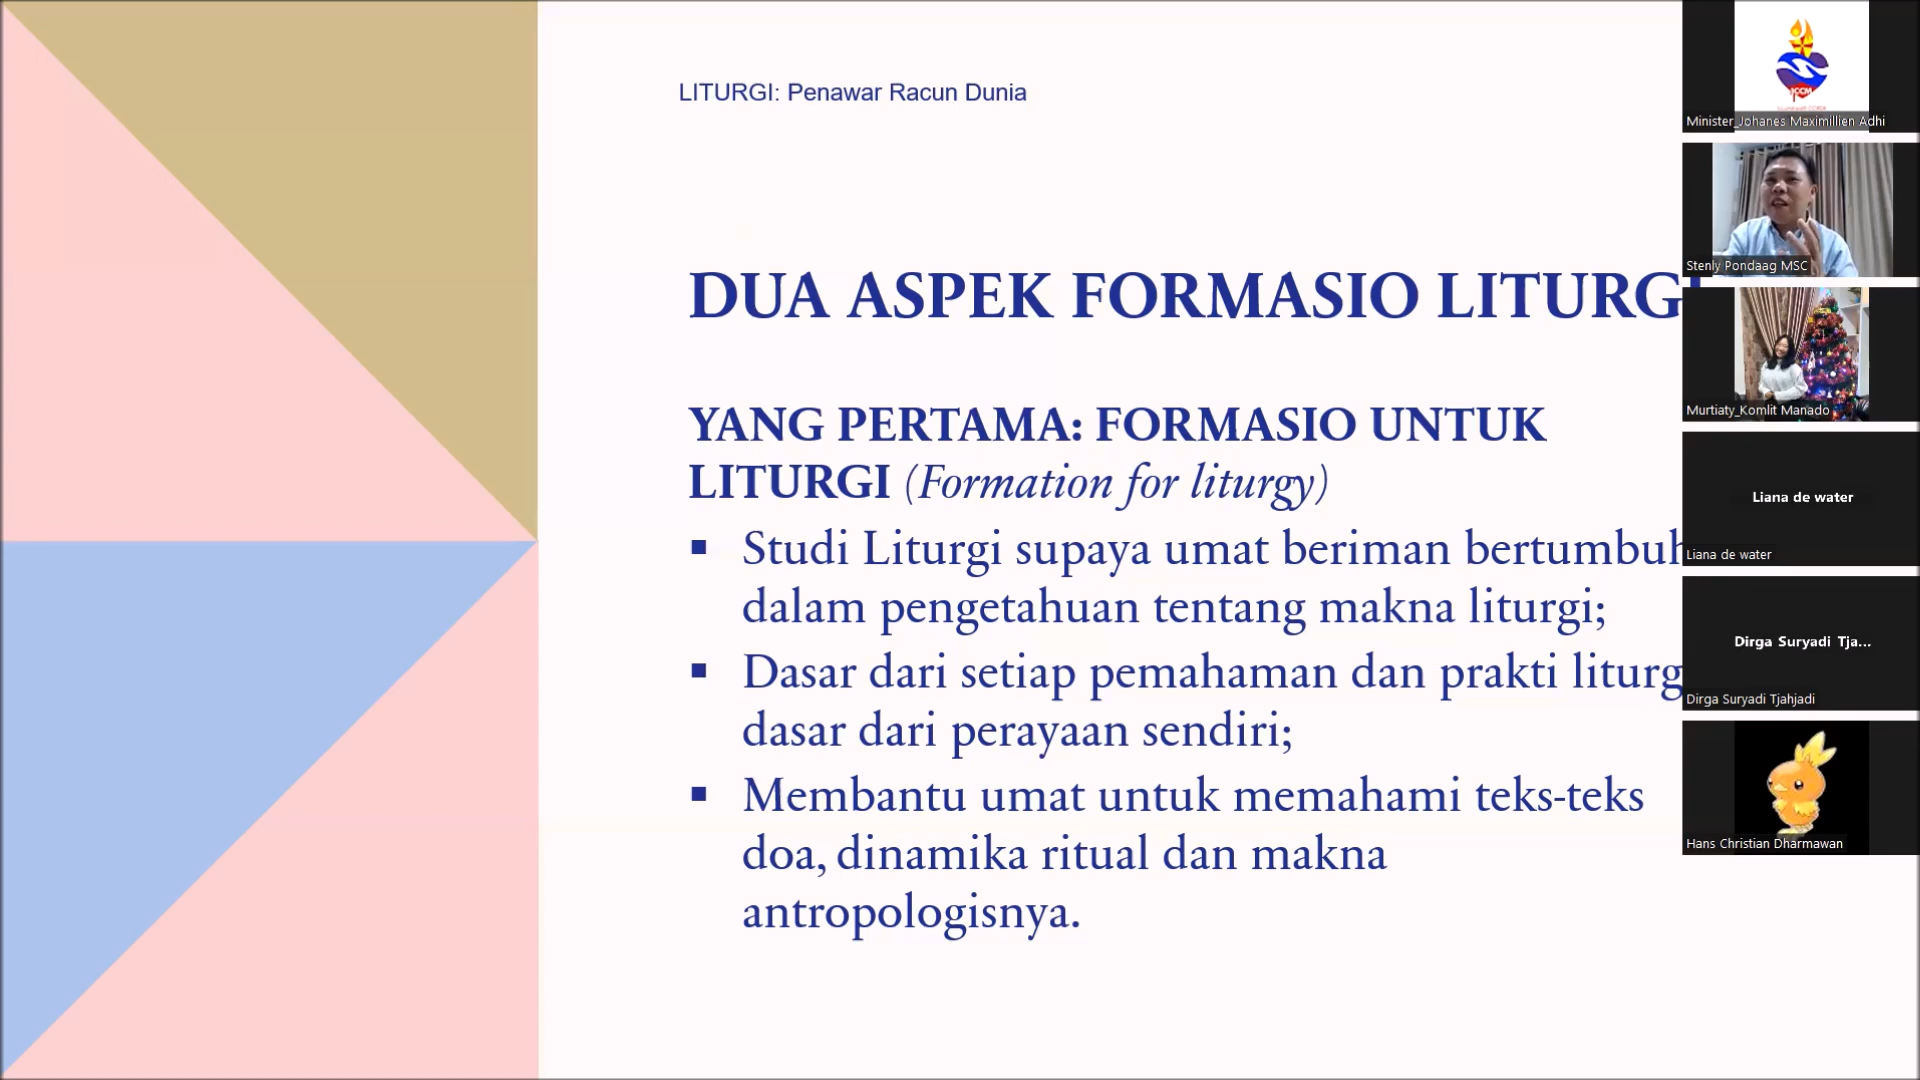 LITURGI: Penawar Racun Dunia
DUA ASPEK FORMASIO LITURG
YANG PERTAMA: FORMASIO UNTUK
LITURGI (Formation for liturgy)
▪ Studi Liturgi supaya umat beriman bertumbuh
dalam pengetahuan tentang makna liturgi;
▪ Dasar dari setiap pemahaman dan prakti liturg
dasar dari perayaan sendiri;
▪ Membantu umat untuk memahami teks-teks
doa, dinamika ritual dan makna
antropologisnya.
ICCM
Minister_Johanes Maximillien Adhi
Stenly Pondaag MSC
Murtiaty_Komlit Manado
Liana de water
Liana de water
Dirga Suryadi Tja...
Dirga Suryadi Tjahjadi
Hans Christian Dharmawan